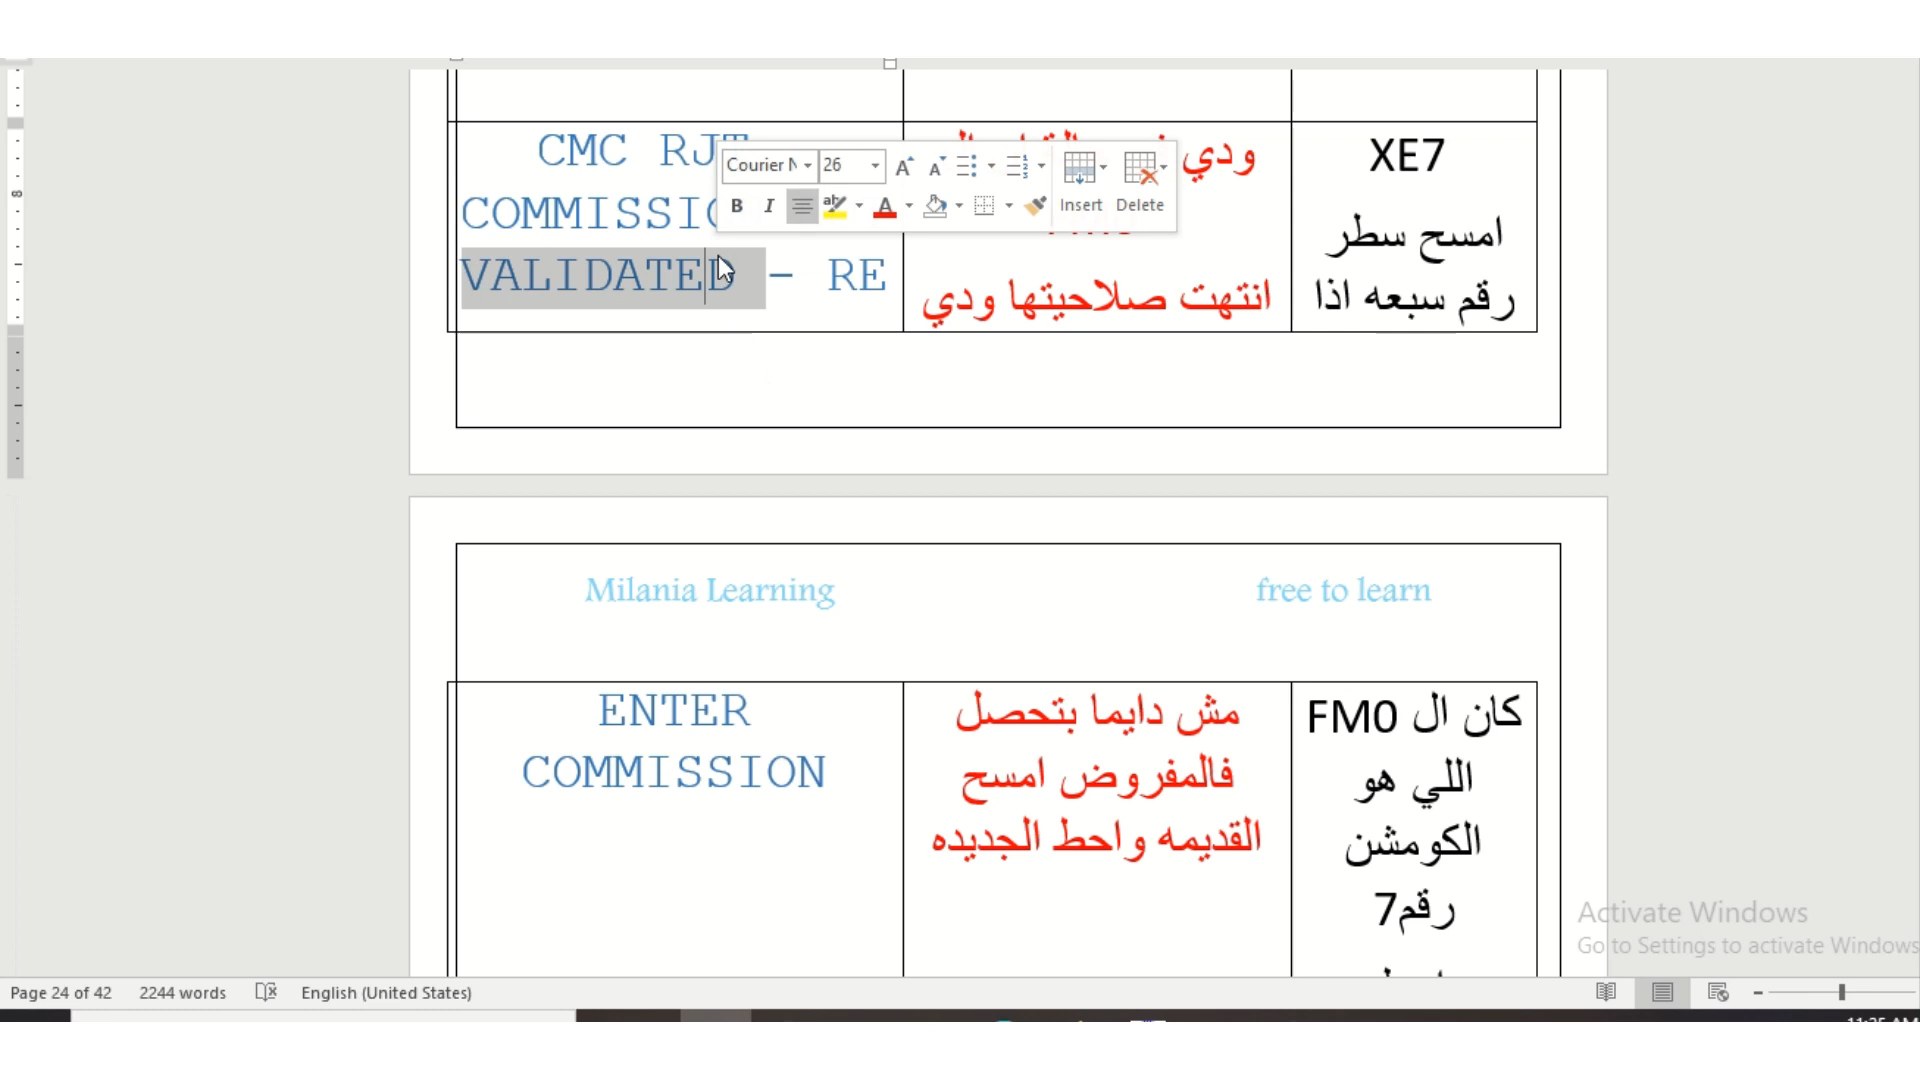 CMC RJT
COMMISSIO
VALIDATED - RE
ودي
انتهت صلاحيتها ودي
XE7
امسح سطر
رقم سبعه اذا
Courier N 26
B I Insert Delete
Milania Learning free to learn
ENTER
COMMISSION
مش دايما بتحصل
فالمفروض امسح
القديمه واحط الجديده
كان ال FM0
اللي هو
الكومشن
رقم7
Activate Windows
Go to Settings to activate Windows
Page 24 of 42 2244 words English (United States)